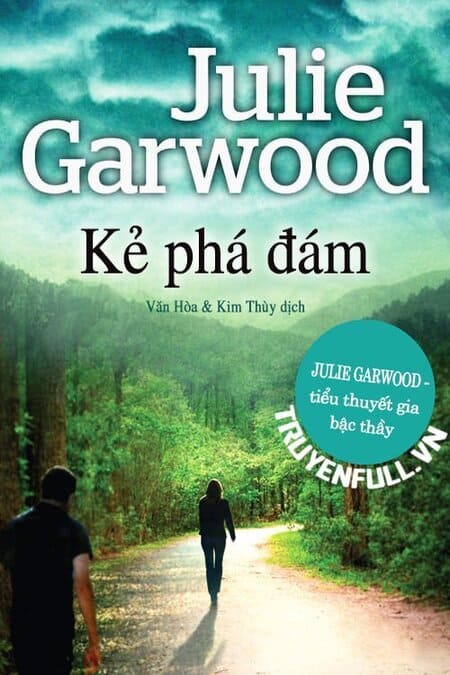 Julie
Garwood
Kẻ phá đám
Văn Hòa & Kim Thùy dịch
JULIE GARWOOD -
tiểu thuyết gia
bậc thầy
TRUYENFULL.VN